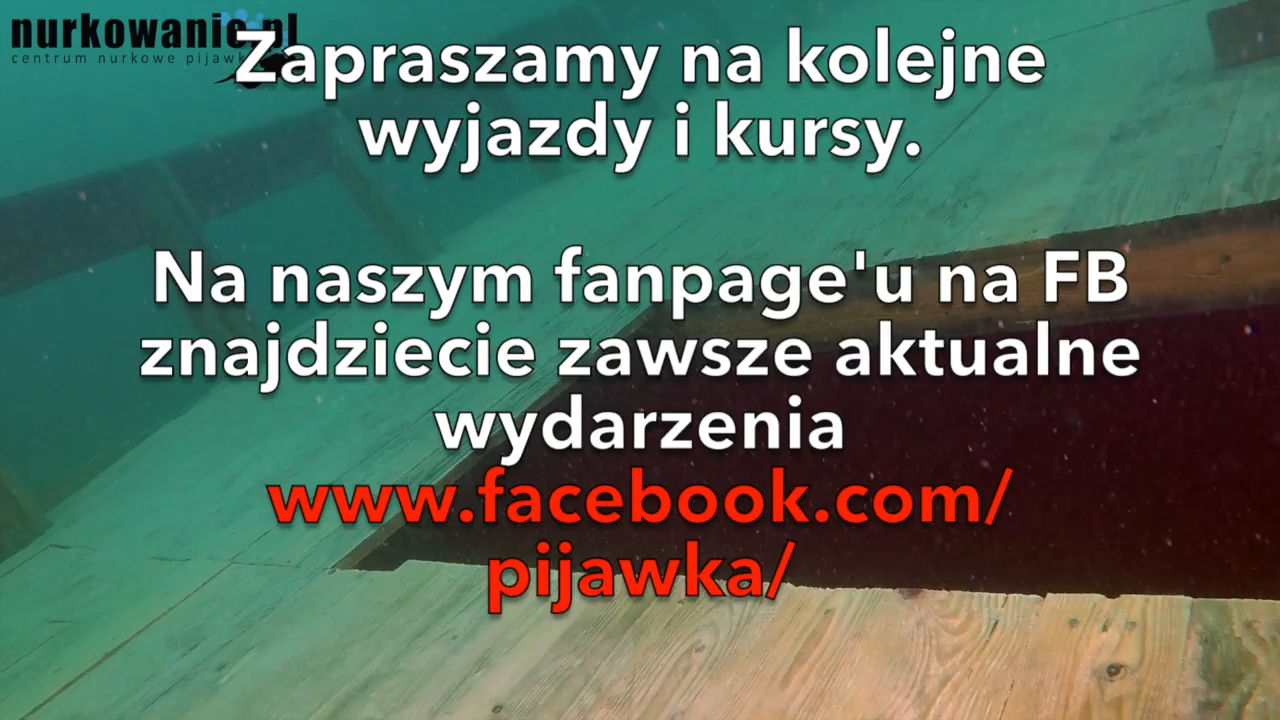 nurkowanie.pl
centrum nurkowe pijawka
Zapraszamy na kolejne
wyjazdy i kursy.
Na naszym fanpage'u na FB
znajdziecie zawsze aktualne
wydarzenia
www.facebook.com/
pijawka/